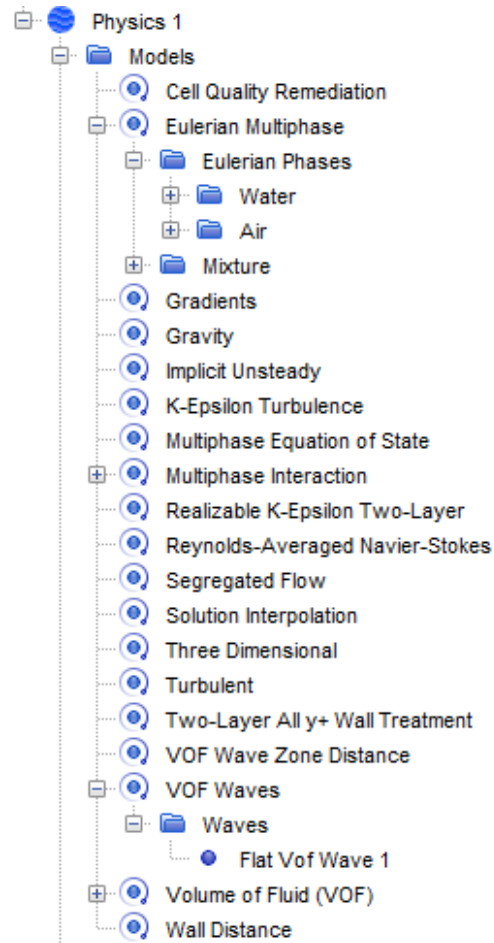 Physics 1
Models
Cell Quality Remediation
Eulerian Multiphase
Eulerian Phases
Water
Air
Mixture
Gradients
Gravity
Implicit Unsteady
K-Epsilon Turbulence
Multiphase Equation of State
Multiphase Interaction
Realizable K-Epsilon Two-Layer
Reynolds-Averaged Navier-Stokes
Segregated Flow
Solution Interpolation
Three Dimensional
Turbulent
Two-Layer All y+ Wall Treatment
VOF Wave Zone Distance
VOF Waves
Waves
Flat Vof Wave 1
Volume of Fluid (VOF)
Wall Distance